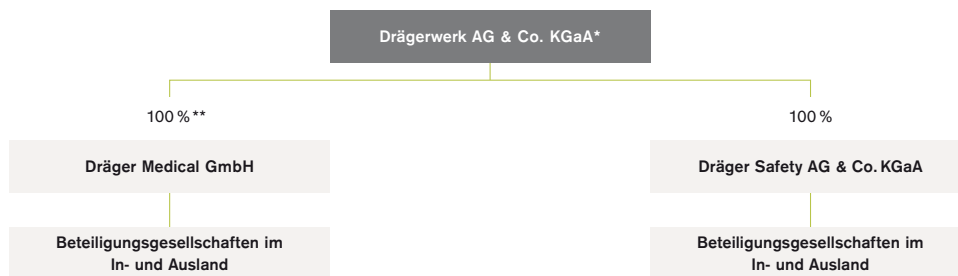 Drägerwerk AG & Co. KGaA*
100 % **
100 %
Dräger Medical GmbH
Dräger Safety AG & Co. KGaA
Beteiligungsgesellschaften im
In- und Ausland
Beteiligungsgesellschaften im
In- und Ausland